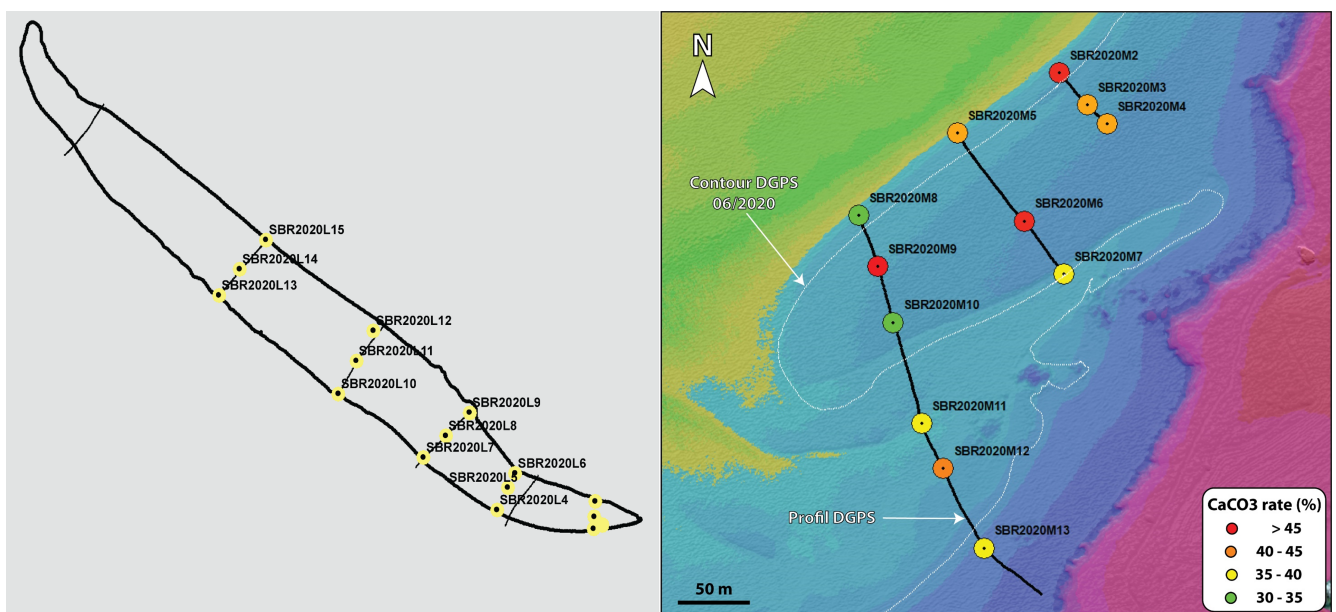 SBR2020L15
SBR2020L14
SBR2020L13
SBR2020L12
SBR2020L11
SBR2020L10
SBR2020L9
SBR2020L8
SBR2020L7
SBR2020L6
SBR2020L5
SBR2020L4
N
SBR2020M2
SBR2020M3
SBR2020M4
SBR2020M5
Contour DGPS
06/2020
SBR2020M8
SBR2020M6
SBR2020M9
SBR2020M7
SBR2020M10
SBR2020M11
SBR2020M12
Profil DGPS
SBR2020M13
50 m
CaCO3 rate (%)
> 45
40 - 45
35 - 40
30 - 35